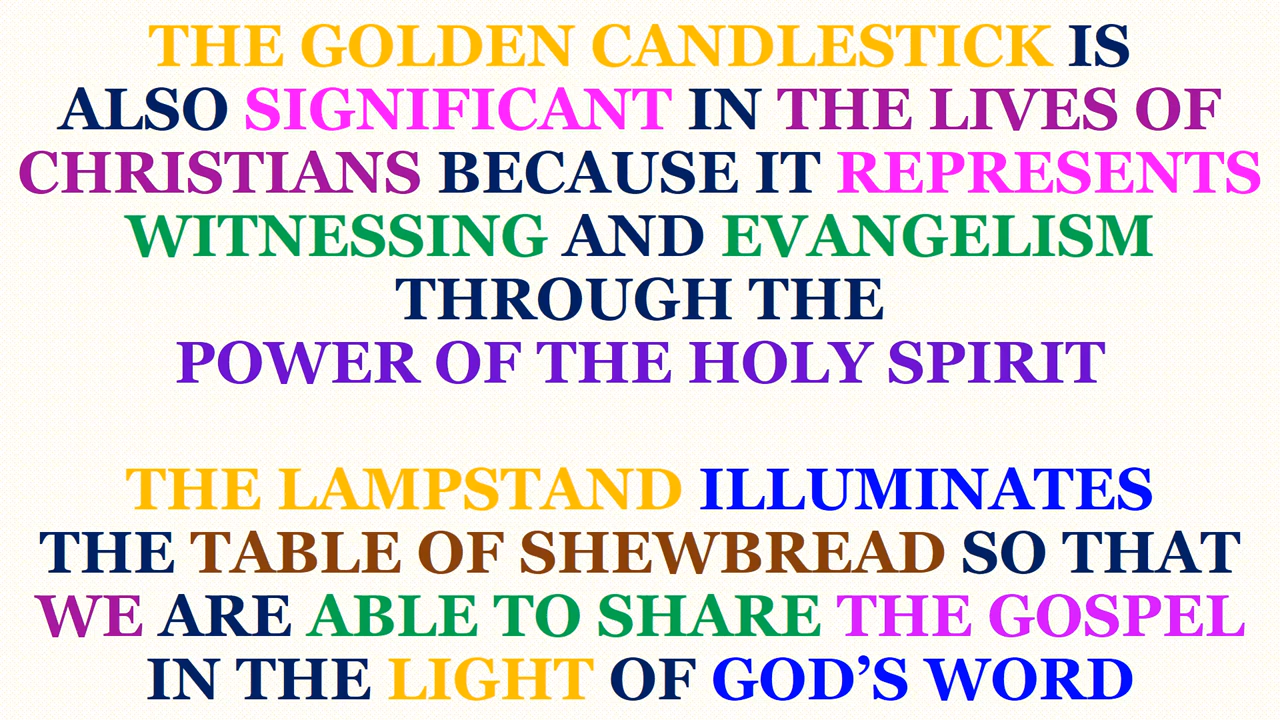 THE GOLDEN CANDLESTICK IS
ALSO SIGNIFICANT IN THE LIVES OF
CHRISTIANS BECAUSE IT REPRESENTS
WITNESSING AND EVANGELISM
THROUGH THE
POWER OF THE HOLY SPIRIT
THE LAMPSTAND ILLUMINATES
THE TABLE OF SHEWBREAD SO THAT
WE ARE ABLE TO SHARE THE GOSPEL
IN THE LIGHT OF GOD’S WORD